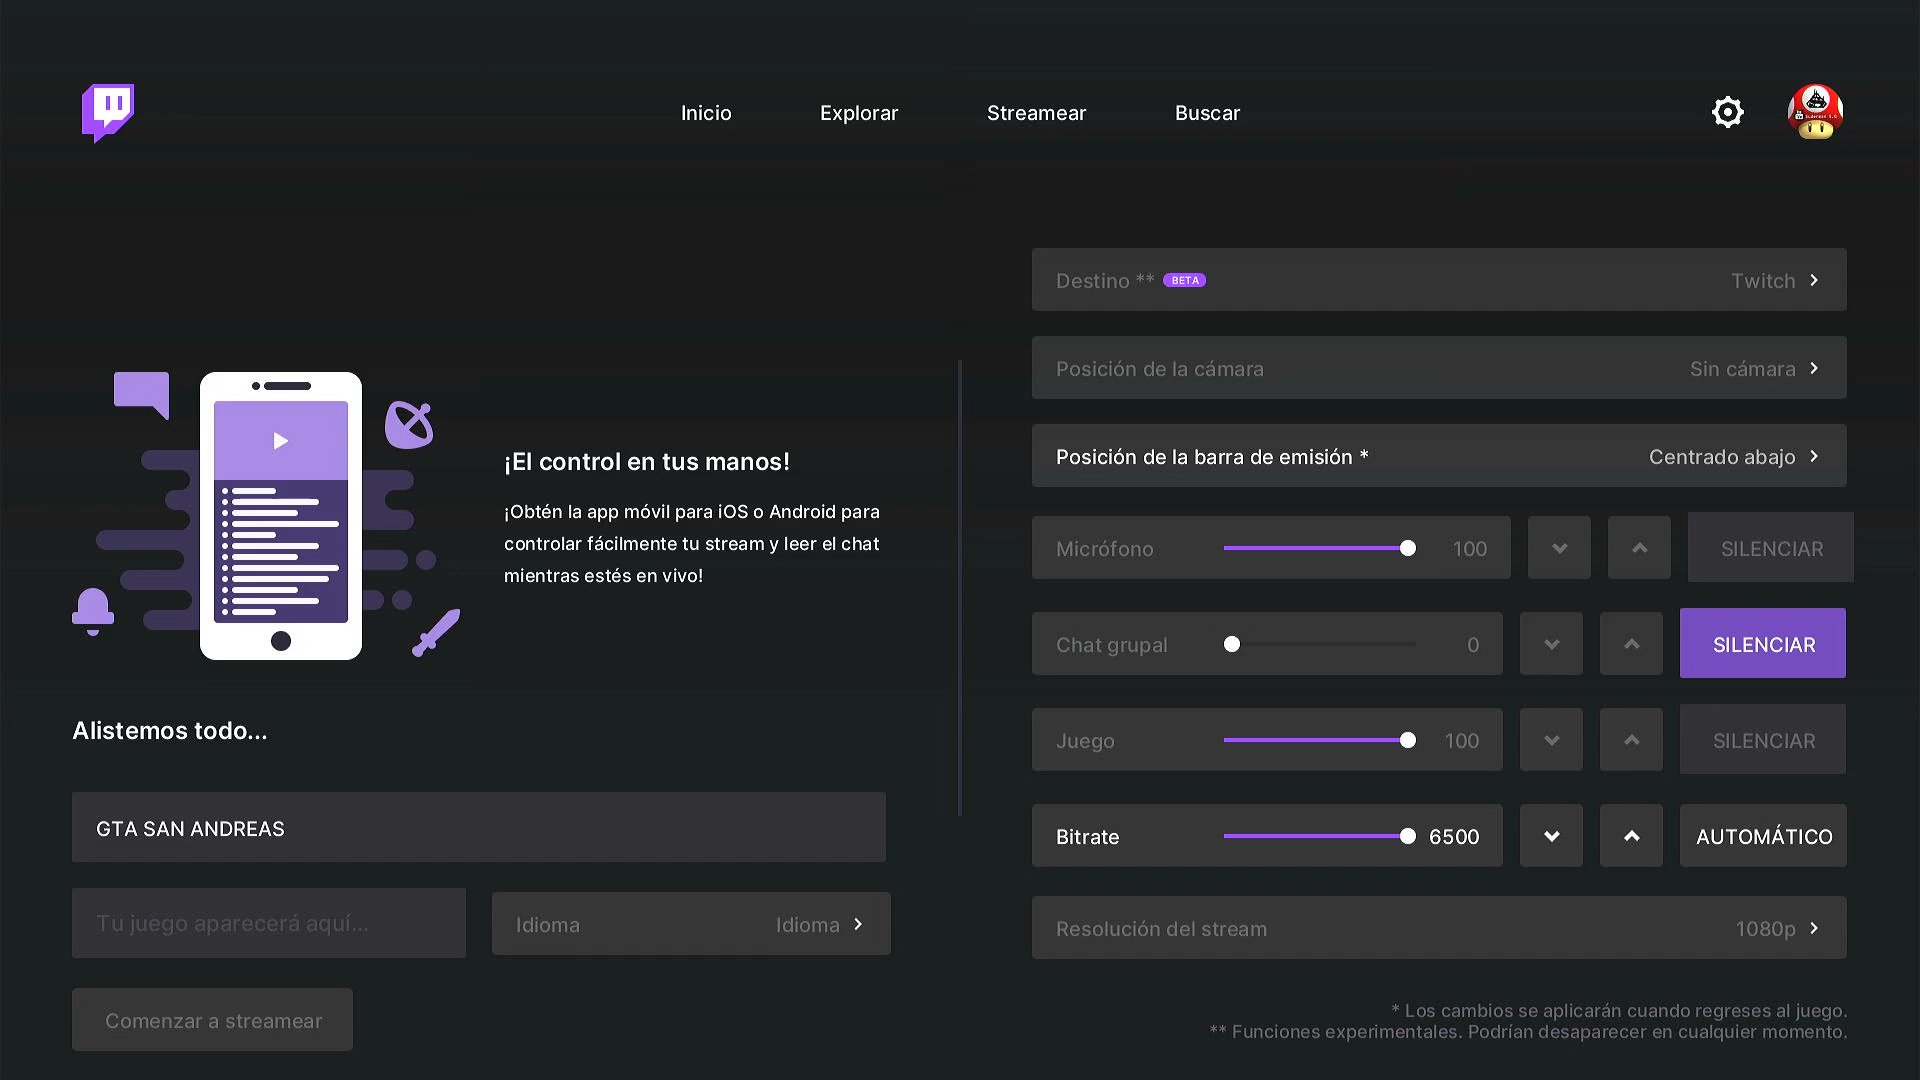 Inicio
Explorar
Streamear
Buscar
Destino ** BETA
Twitch
Posición de la cámara
Sin cámara
Posición de la barra de emisión *
Centrado abajo
Micrófono
100
SILENCIAR
Chat grupal
0
SILENCIAR
Juego
100
SILENCIAR
Bitrate
6500
AUTOMÁTICO
Resolución del stream
1080p
* Los cambios se aplicarán cuando regreses al juego.
** Funciones experimentales. Podrían desaparecer en cualquier momento.
¡El control en tus manos!
¡Obtén la app móvil para iOS o Android para
controlar fácilmente tu stream y leer el chat
mientras estés en vivo!
Alistemos todo...
GTA SAN ANDREAS
Tu juego aparecerá aquí...
Idioma
Idioma
Comenzar a streamear